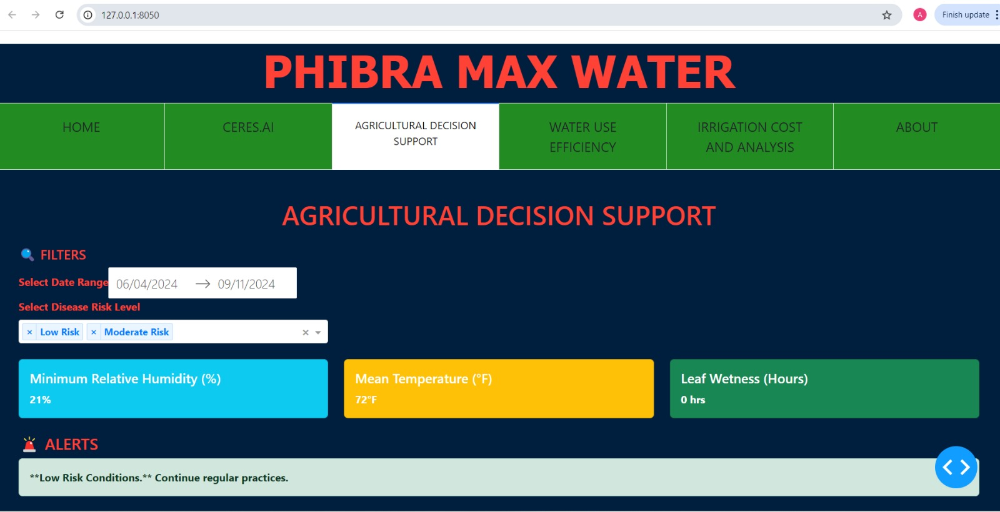 127.0.0.1:8050
A
Finish update
PHIBRA MAX WATER
HOME
CERES.AI
AGRICULTURAL DECISION
SUPPORT
WATER USE
EFFICIENCY
IRRIGATION COST
AND ANALYSIS
ABOUT
AGRICULTURAL DECISION SUPPORT
FILTERS
Select Date Range
06/04/2024 → 09/11/2024
Select Disease Risk Level
× Low Risk × Moderate Risk ×
Minimum Relative Humidity (%)
21%
Mean Temperature (°F)
72°F
Leaf Wetness (Hours)
0 hrs
ALERTS
**Low Risk Conditions.** Continue regular practices.